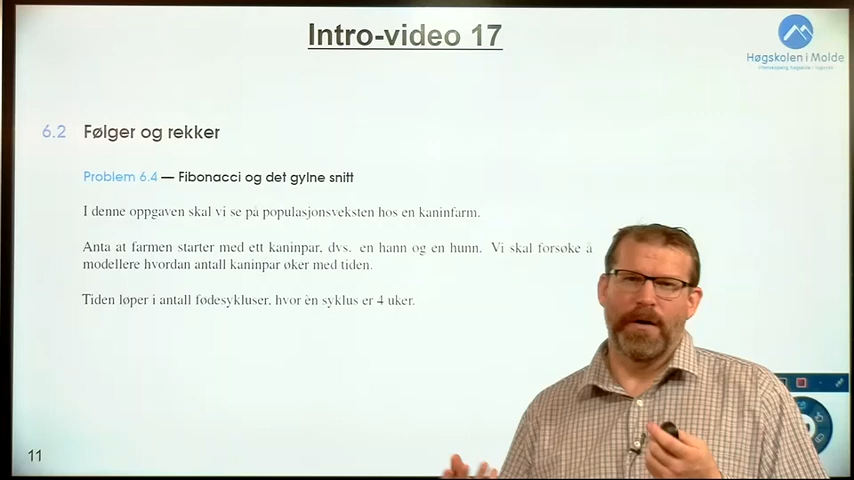 Intro-video 17
Høgskolen i Molde
6.2 Følger og rekker
Problem 6.4 — Fibonacci og det gylne snitt
I denne oppgaven skal vi se på populasjonsveksten hos en kaninfarm.
Anta at farmen starter med ett kaninpar, dvs. en hann og en hunn. Vi skal forsøke å
modellere hvordan antall kaninpar øker med tiden.
Tiden løper i antall fødesykluser, hvor èn syklus er 4 uker.
11